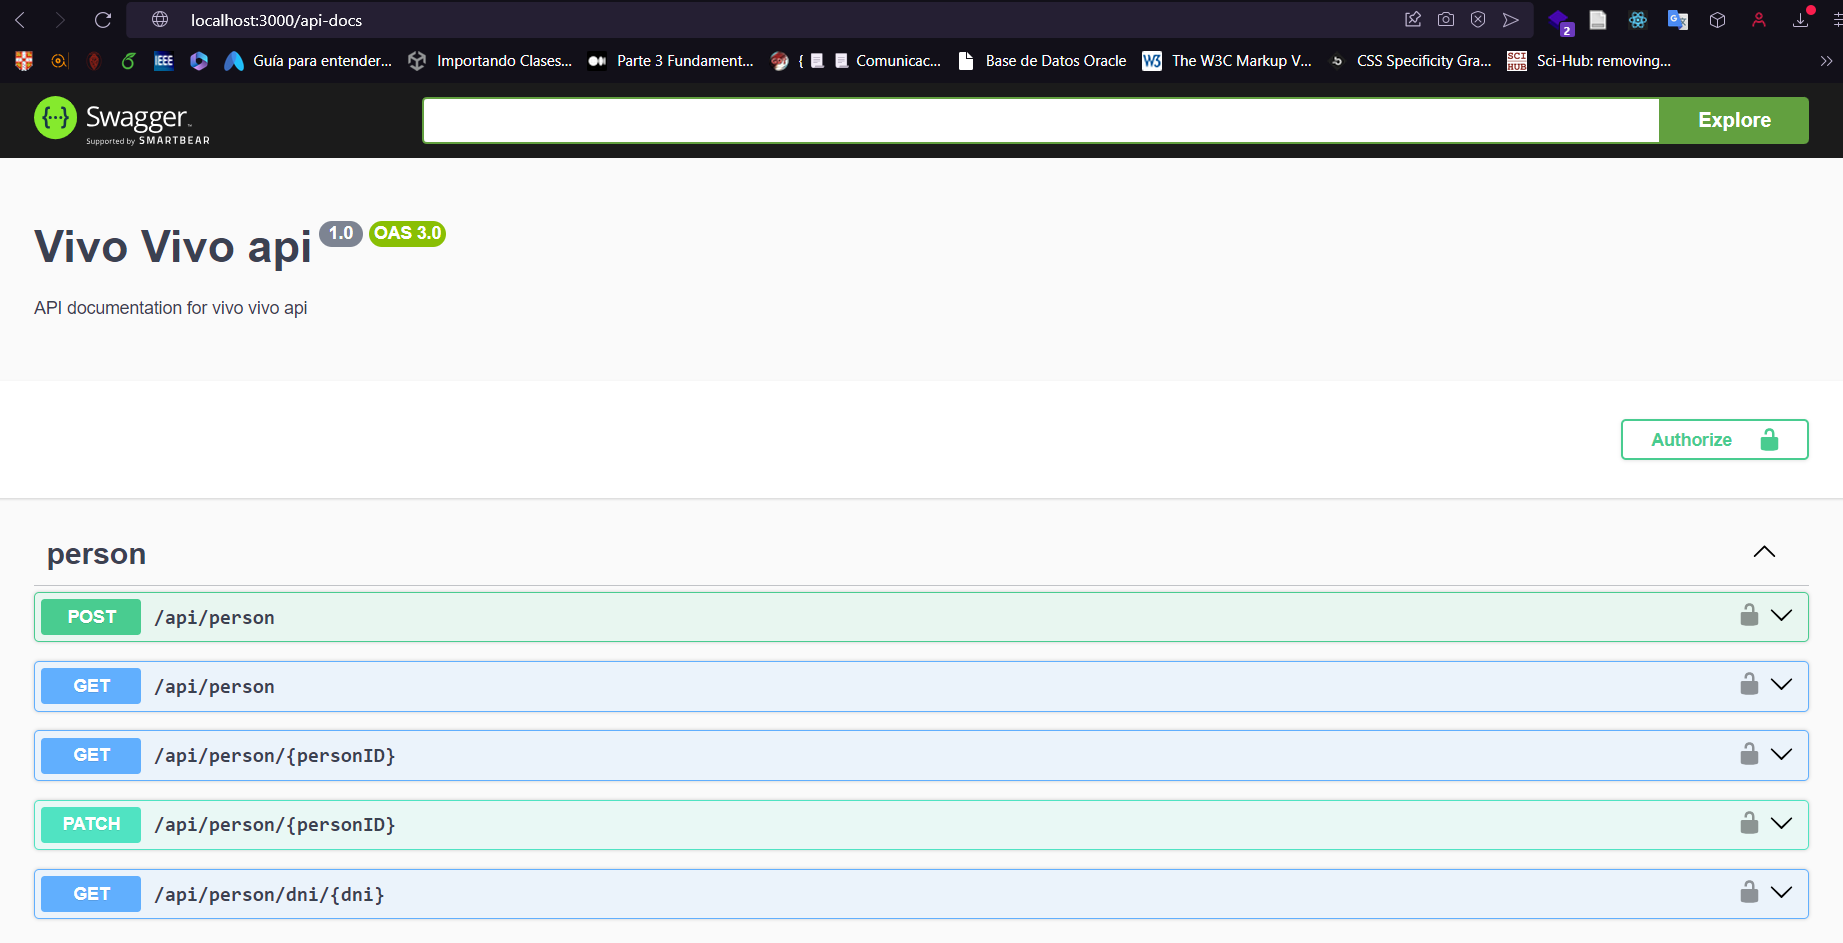 localhost:3000/api-docs
2
IEEE Guía para entender... Importando Clases... Parte 3 Fundament... { Comunicac... Base de Datos Oracle W3 The W3C Markup V... CSS Specificity Gra... SCI HUB Sci-Hub: removing... »
{···} Swagger™
Supported by SMARTBEAR
Explore
Vivo Vivo api 1.0 OAS 3.0
API documentation for vivo vivo api
Authorize
person
POST /api/person
GET /api/person
GET /api/person/{personID}
PATCH /api/person/{personID}
GET /api/person/dni/{dni}